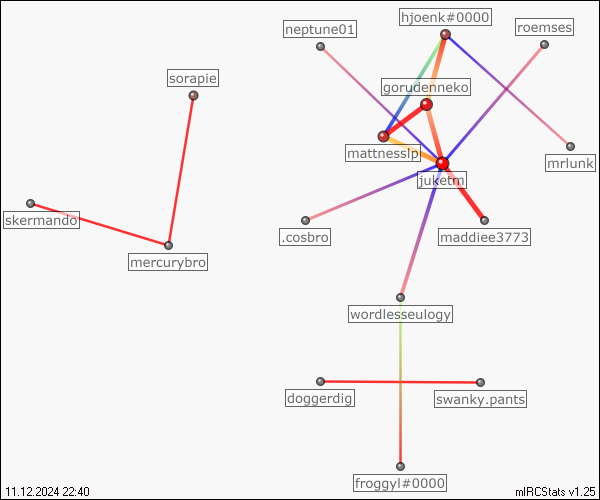 hjoenk#0000
neptune01
roemses
sorapie
gorudenneko
mattnesslpl
mrlunk
juketm
skermando
.cosbro
maddiee3773
mercurybro
wordlesseulogy
doggerdig
swanky.pants
froggyl#0000
11.12.2024 22:40
mIRCStats v1.25